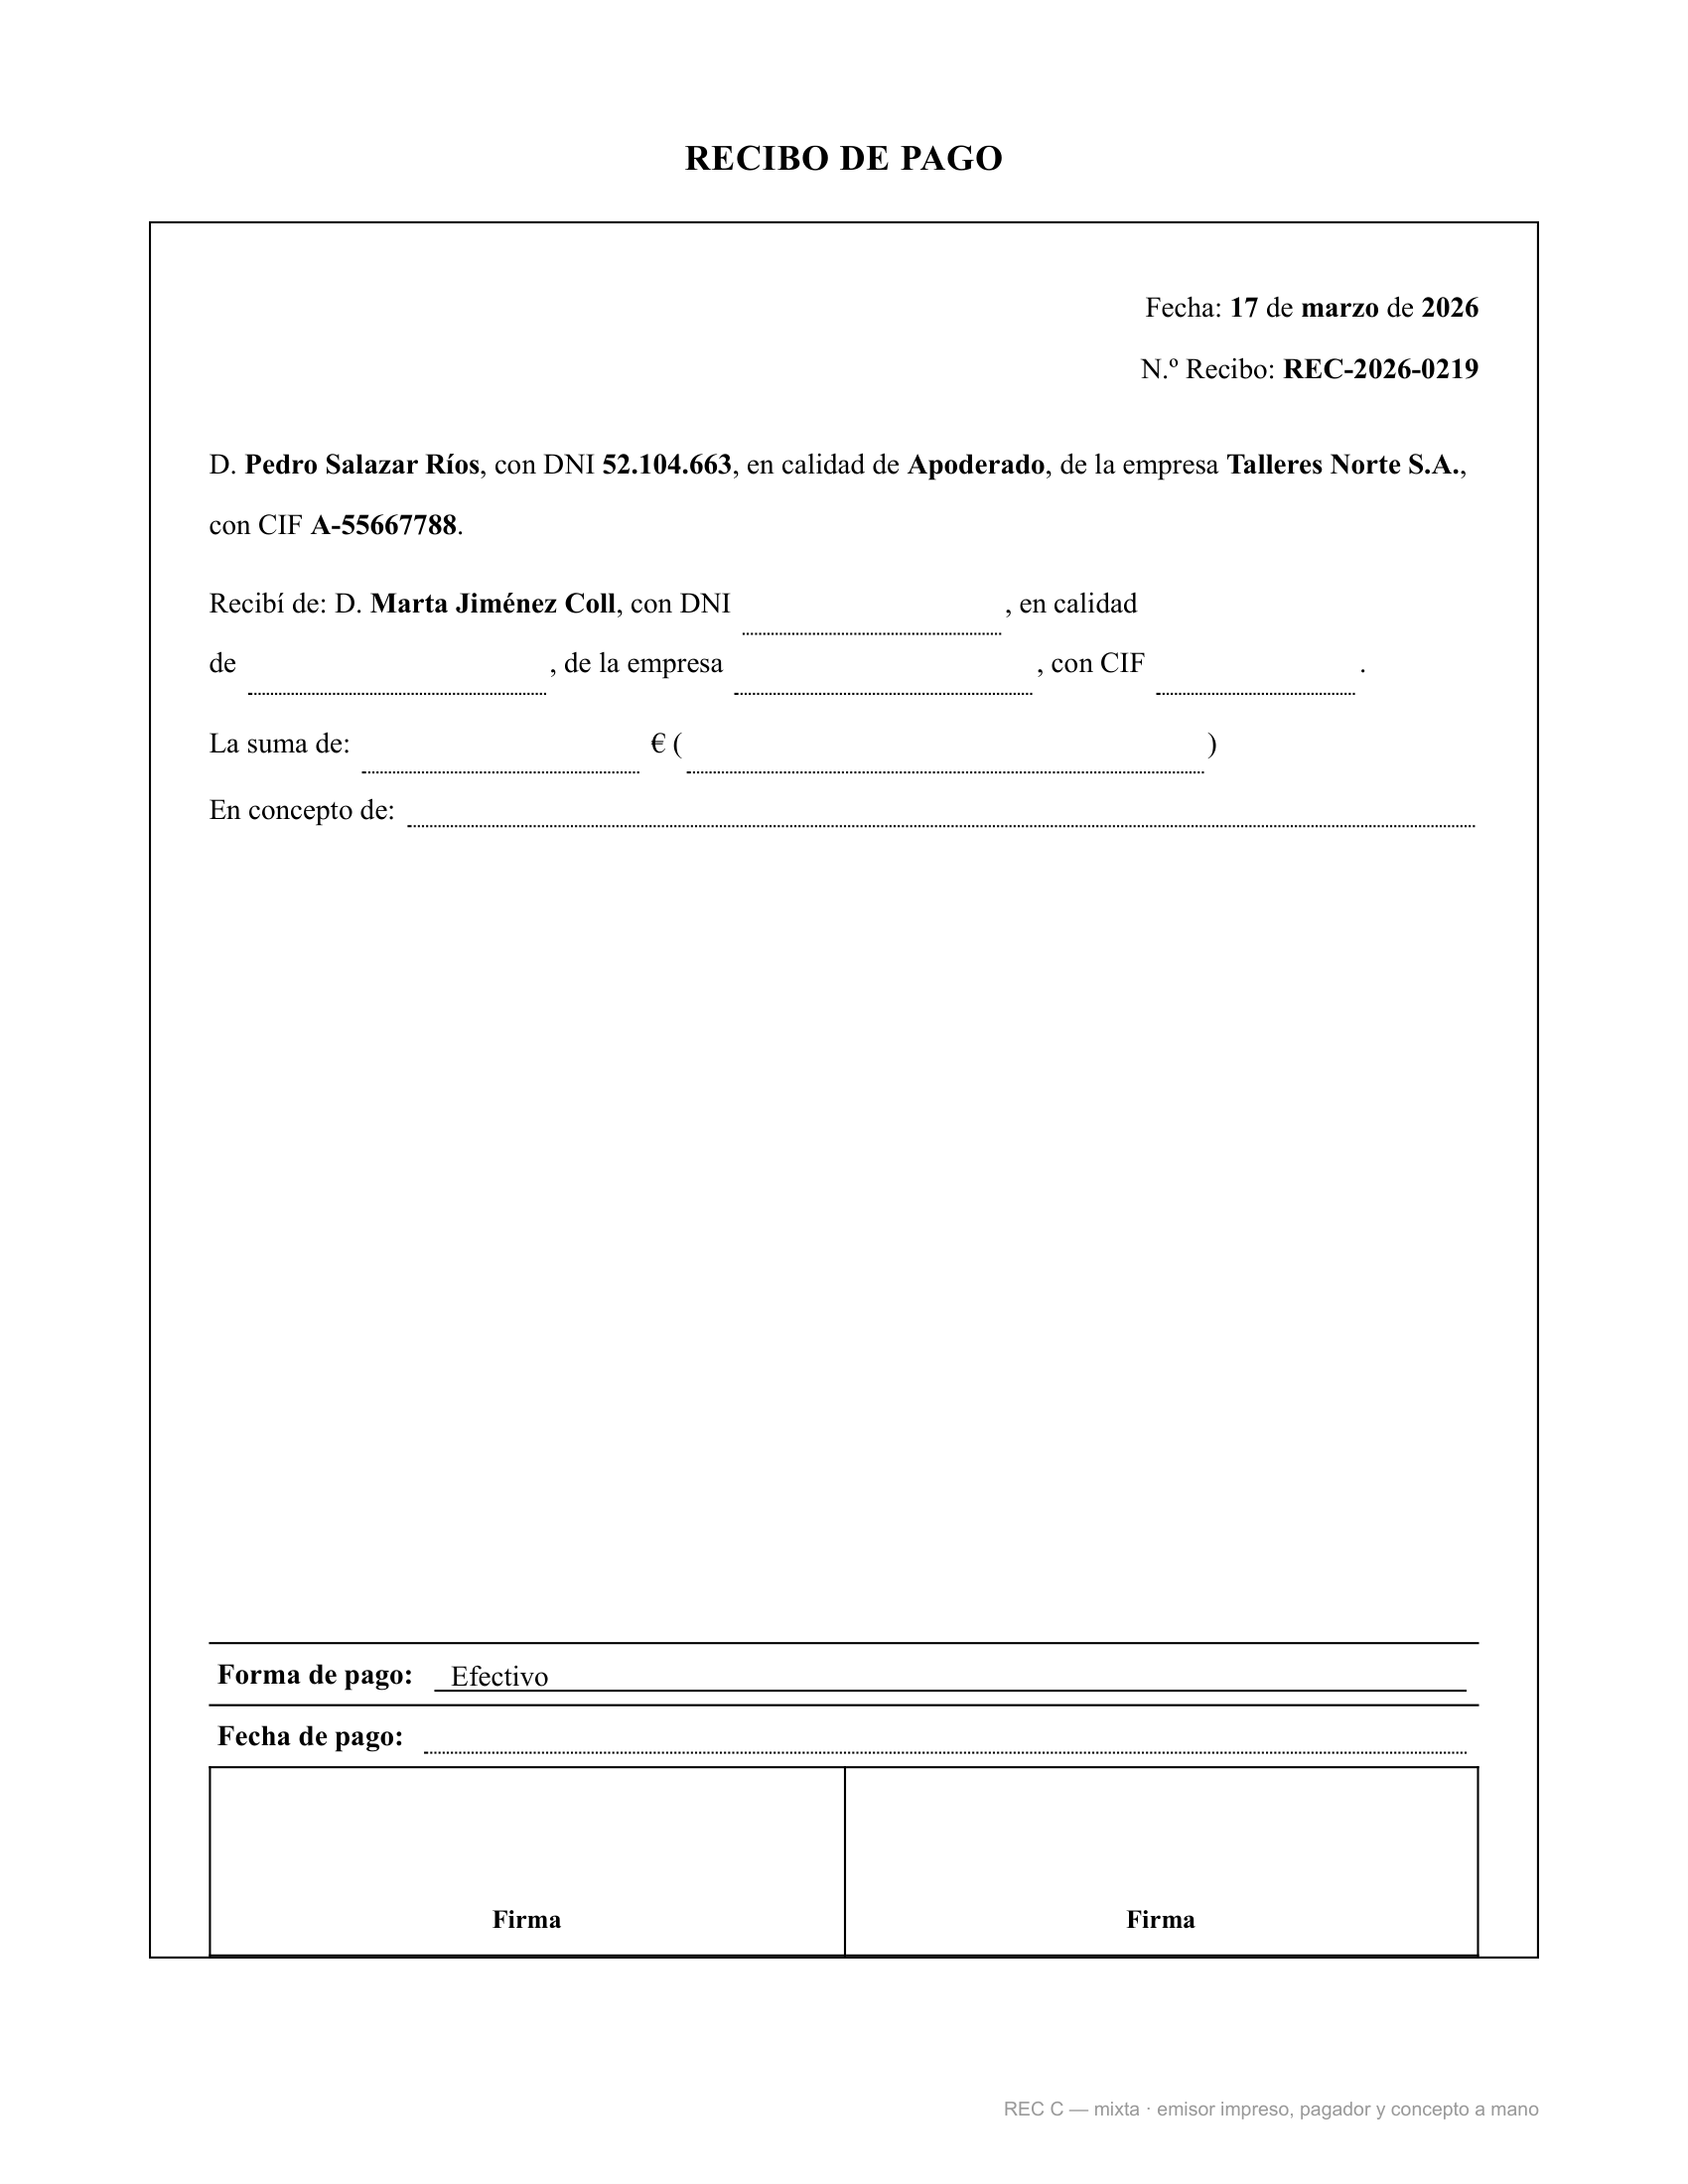 RECIBO DE PAGO
Fecha: 17 de marzo de 2026
N.º Recibo: REC-2026-0219
D. Pedro Salazar Ríos, con DNI 52.104.663, en calidad de Apoderado, de la empresa Talleres Norte S.A.,
con CIF A-55667788.
Recibí de: D. Marta Jiménez Coll, con DNI , en calidad
de , de la empresa , con CIF .
La suma de: € ( )
En concepto de:
Forma de pago: Efectivo
Fecha de pago:
Firma Firma
REC C — mixta · emisor impreso, pagador y concepto a mano